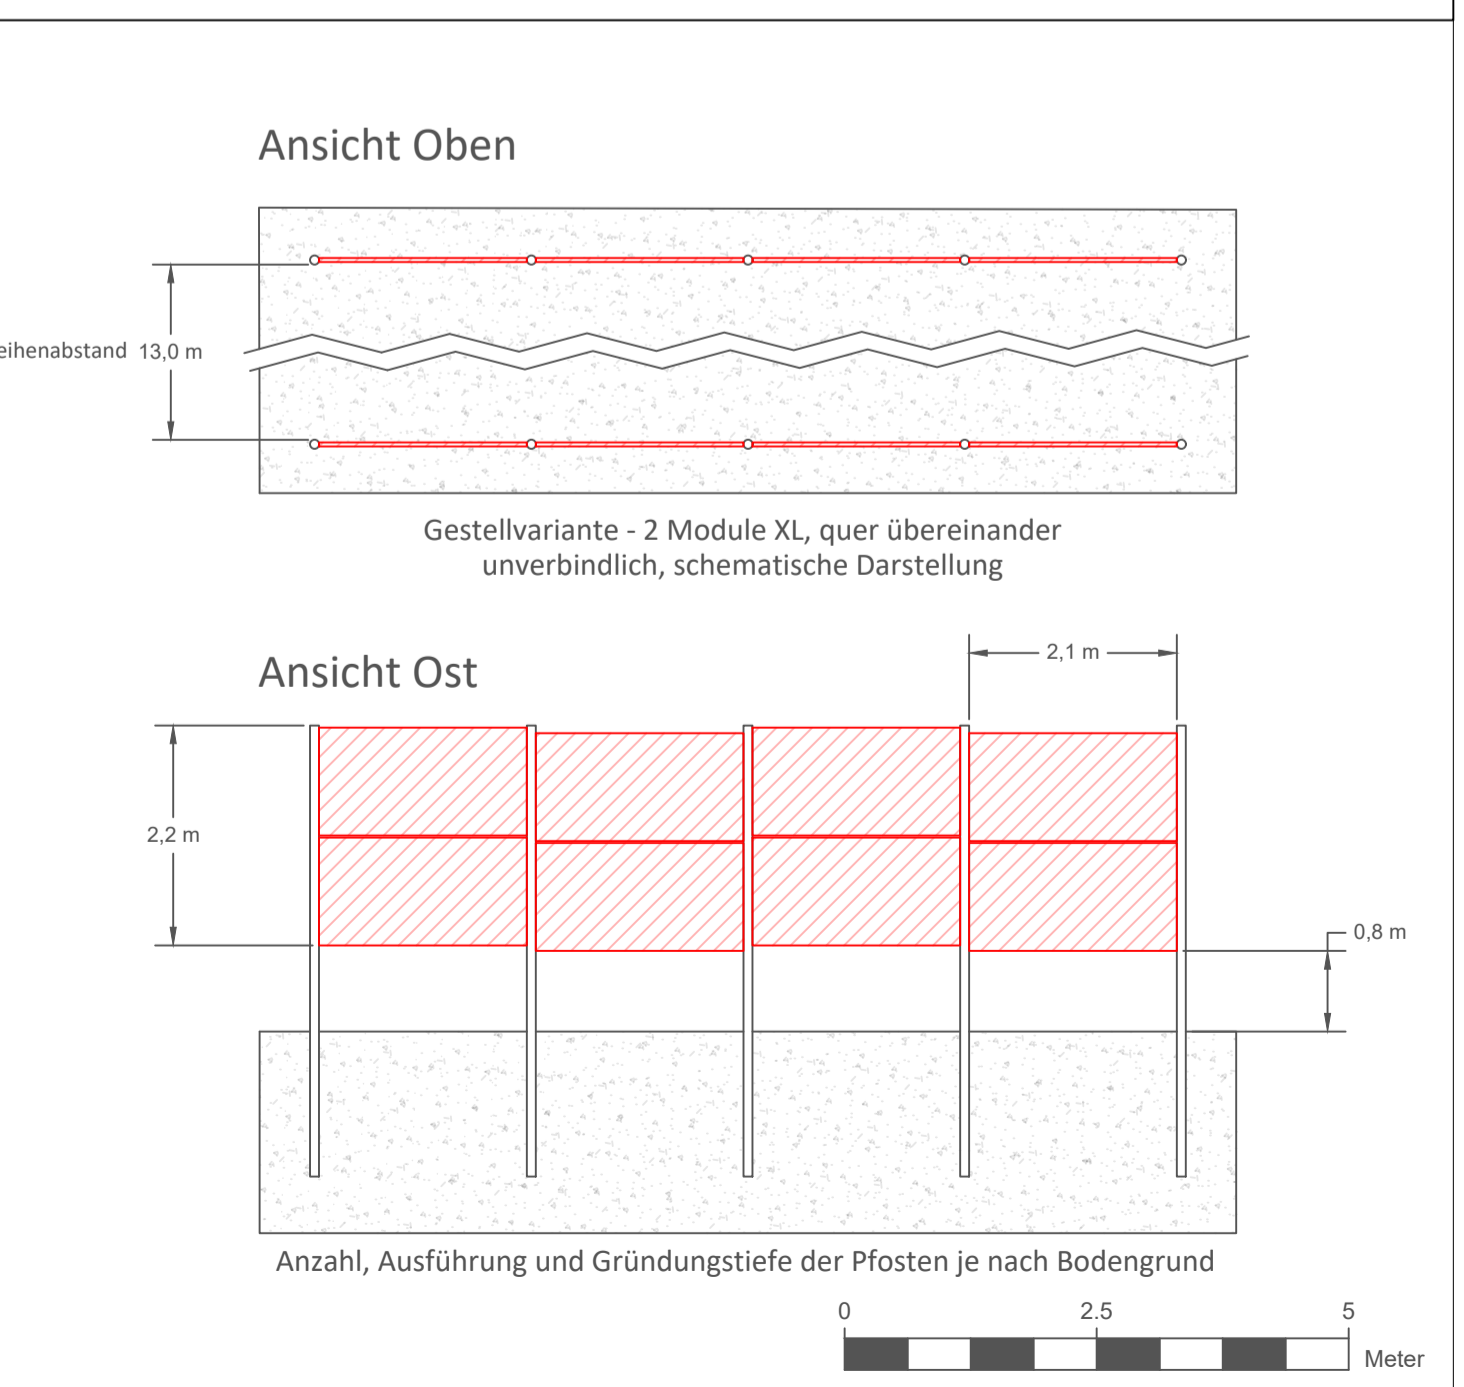 Ansicht Oben
eihenabstand 13,0 m
Gestellvariante - 2 Module XL, quer übereinander
unverbindlich, schematische Darstellung
Ansicht Ost
2,1 m
2,2 m
0,8 m
Anzahl, Ausführung und Gründungstiefe der Pfosten je nach Bodengrund
0 2.5 5
Meter